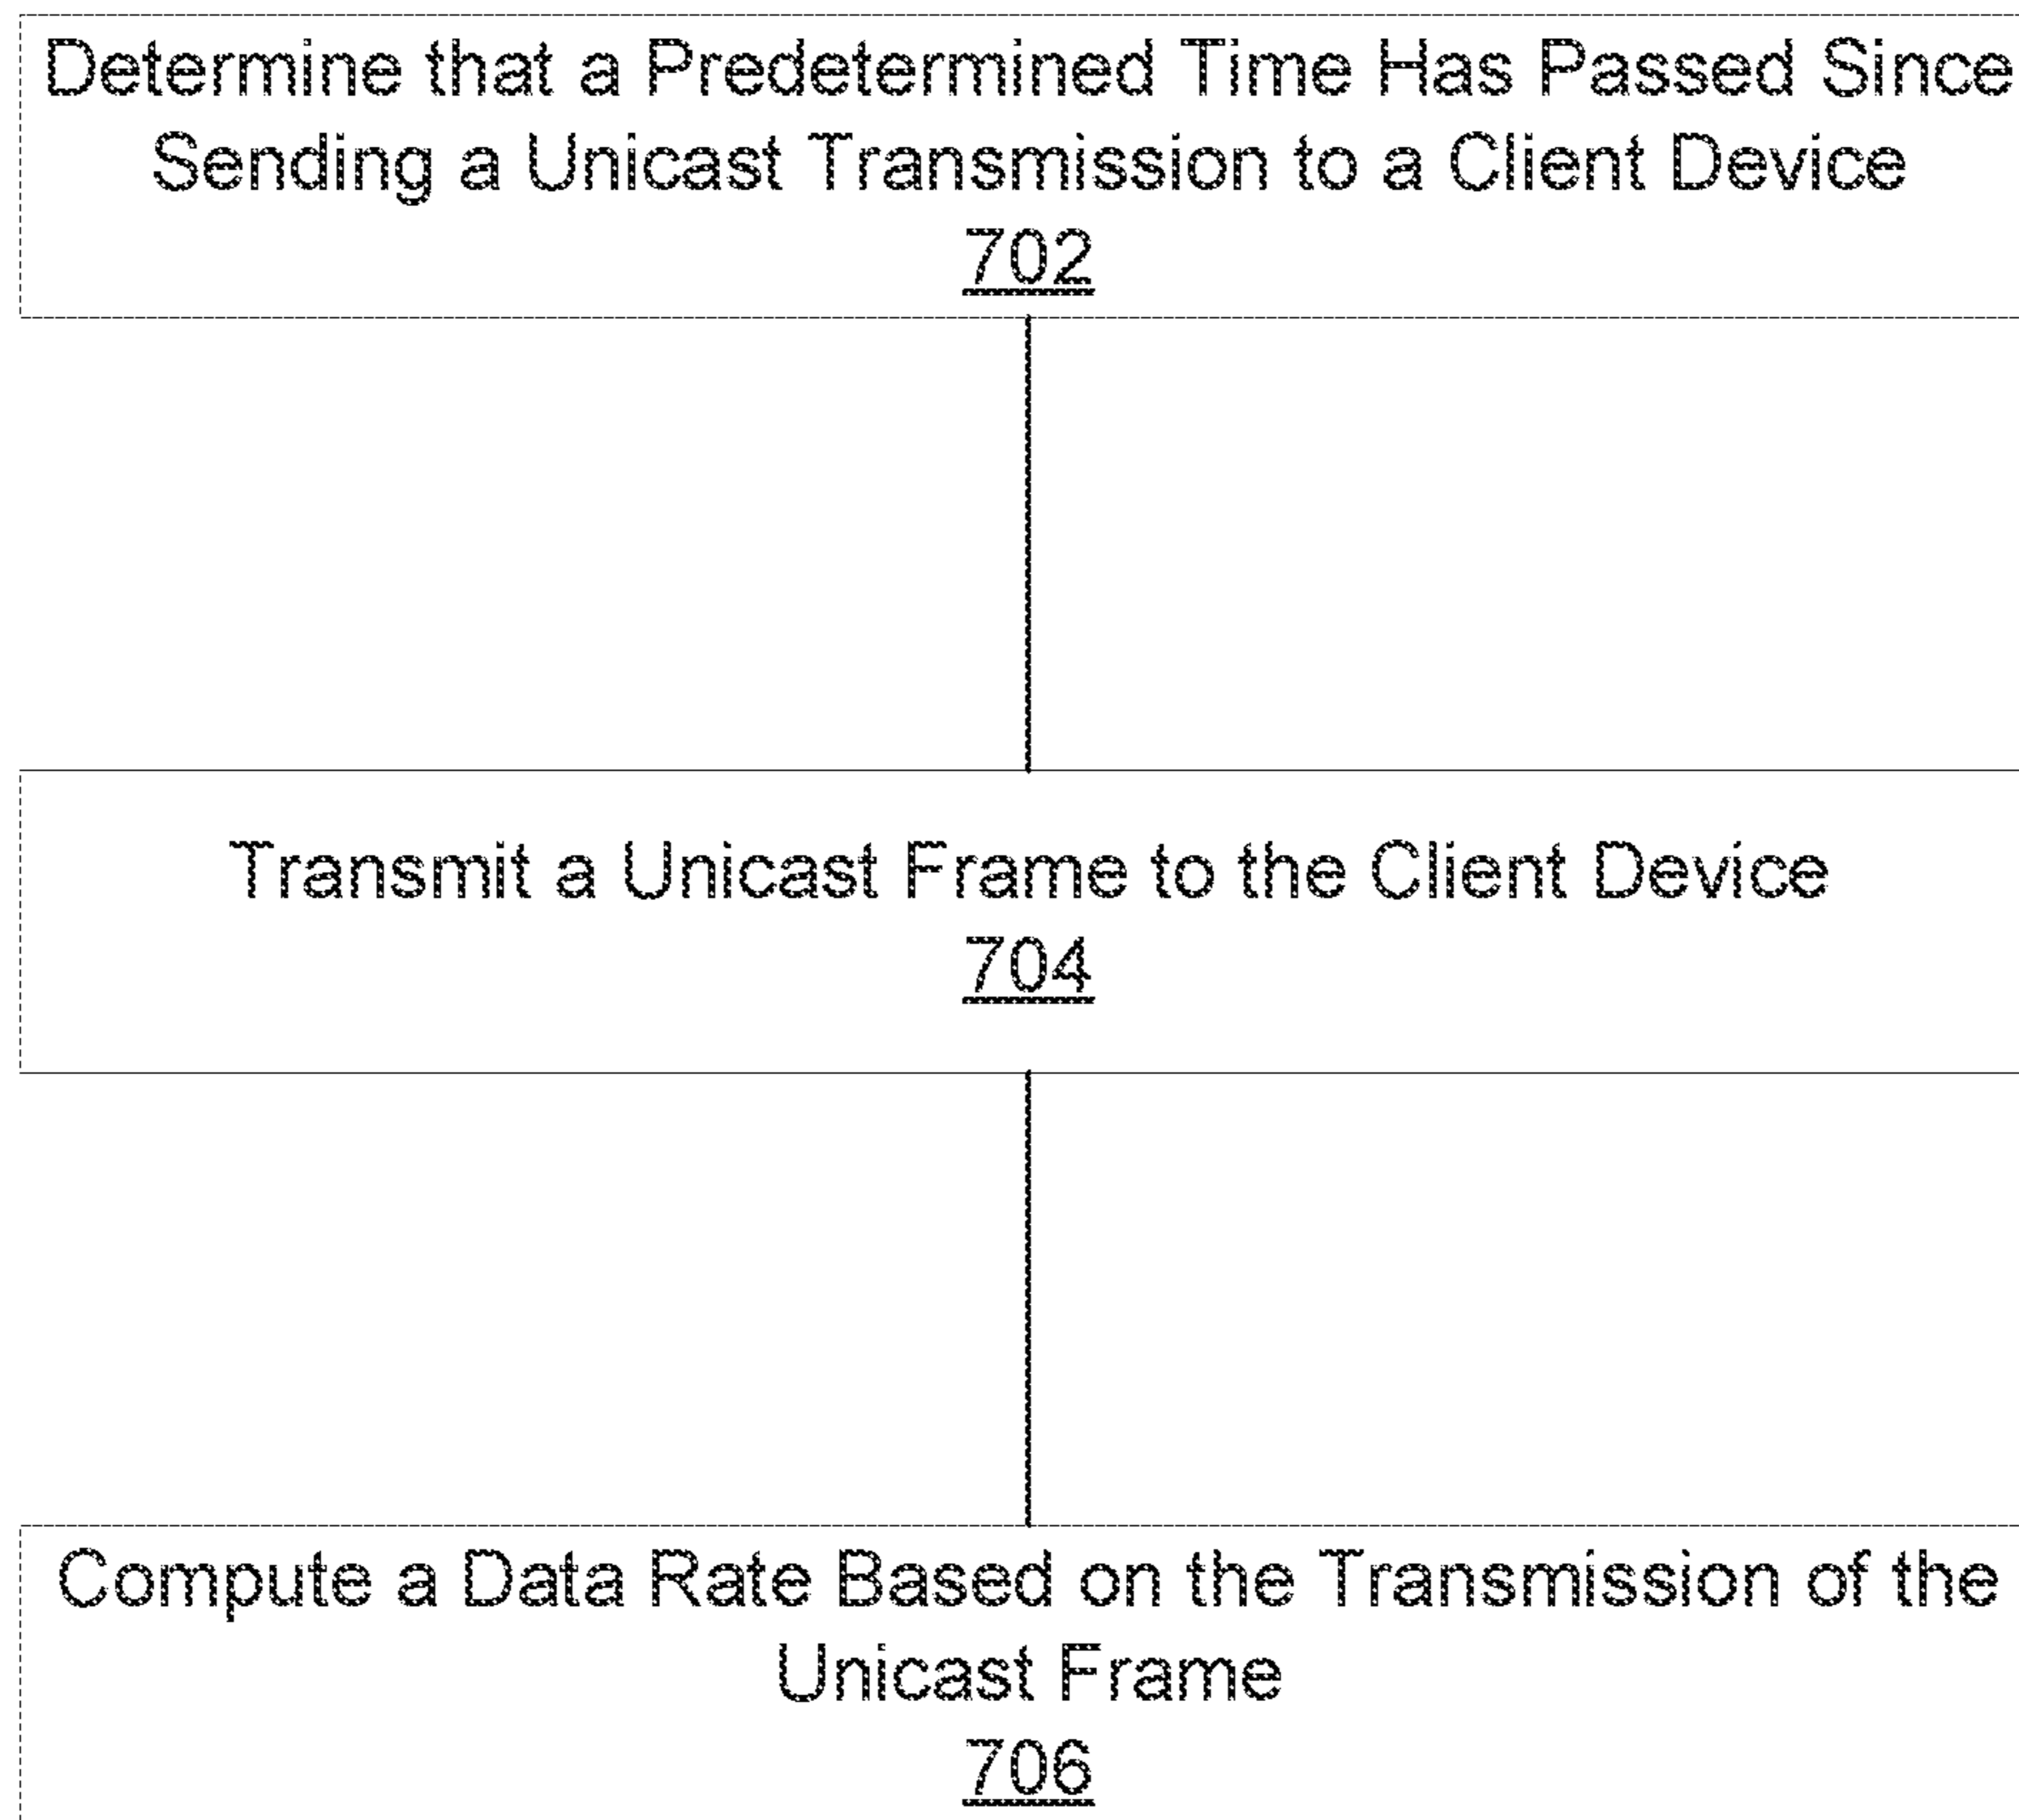 Determine that a Predetermined Time Has Passed Since
Sending a Unicast Transmission to a Client Device
702
Transmit a Unicast Frame to the Client Device
704
Compute a Data Rate Based on the Transmission of the
Unicast Frame
706